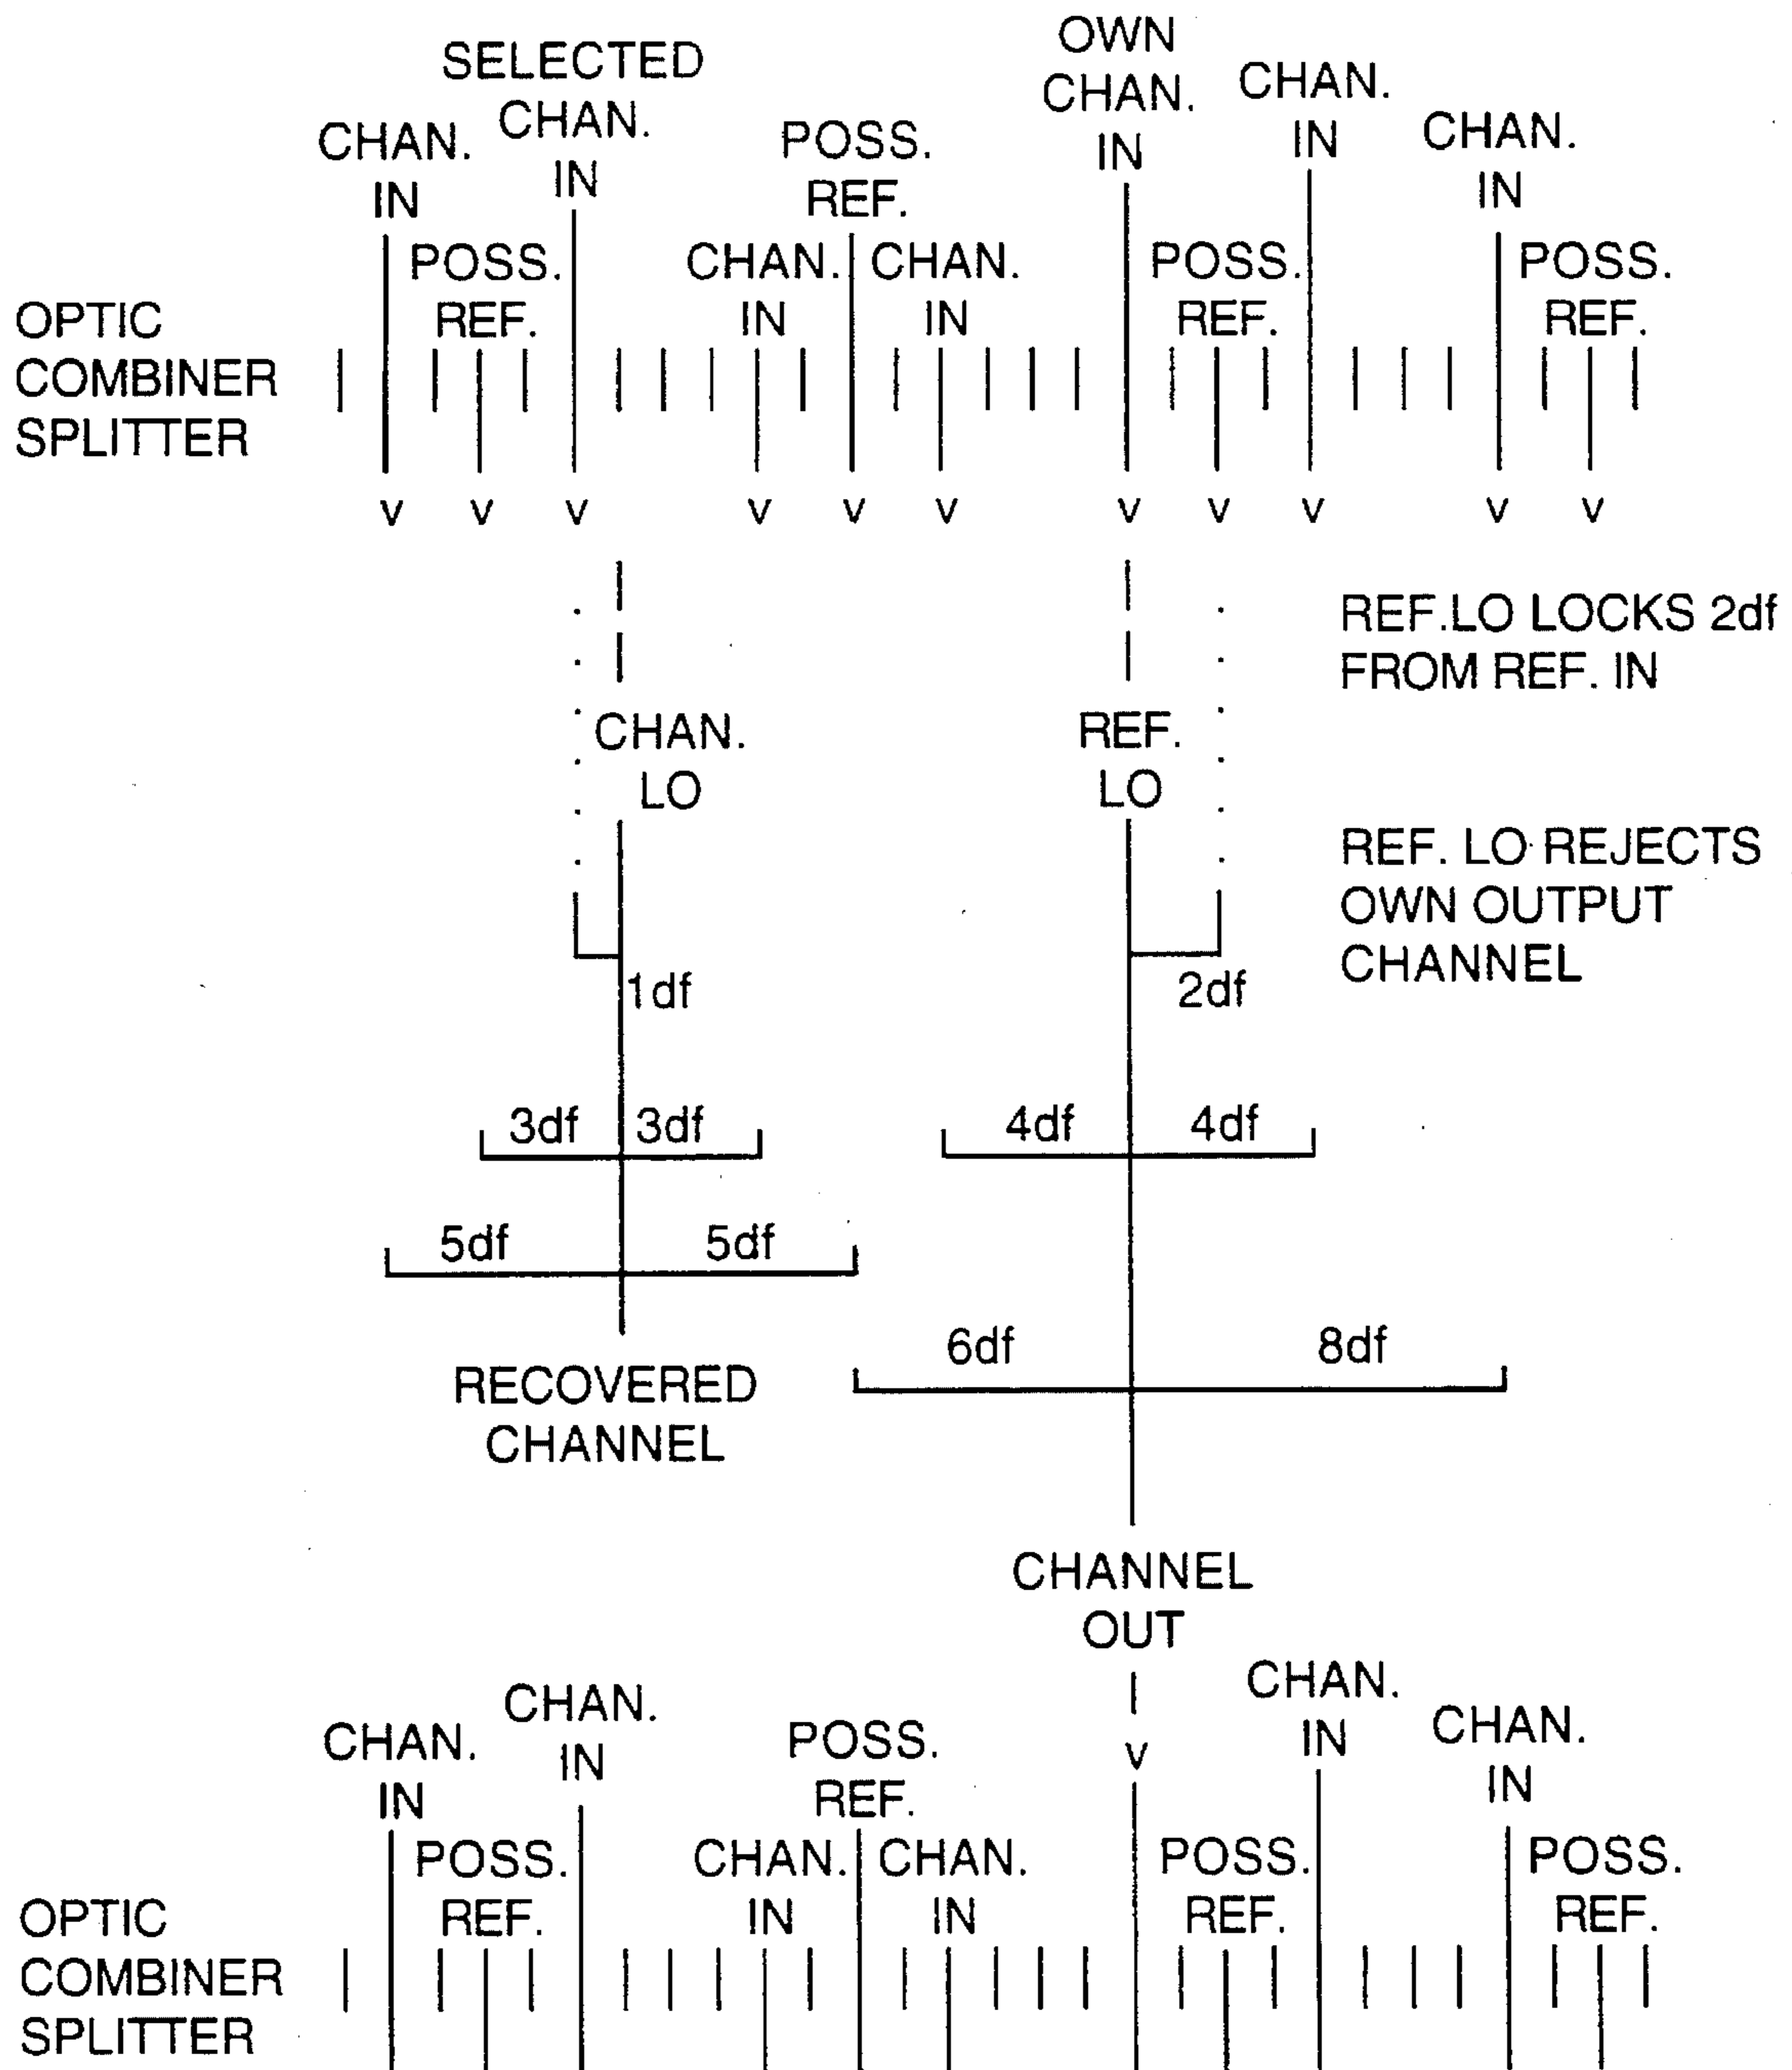 SELECTED
CHAN.
IN
OWN
CHAN.
IN
CHAN.
IN
CHAN.
IN
POSS.
REF.
CHAN.
IN
POSS.
REF.
CHAN.
IN
CHAN.
IN
POSS.
REF.
POSS.
REF.
OPTIC
COMBINER
SPLITTER
v v v v v v v v v v v
REF.LO LOCKS 2df
FROM REF. IN
CHAN.
LO
REF.
LO
REF. LO REJECTS
OWN OUTPUT
CHANNEL
1df
2df
3df 3df
4df 4df
5df 5df
6df 8df
RECOVERED
CHANNEL
CHANNEL
OUT
v
CHAN.
IN
CHAN.
IN
POSS.
REF.
CHAN.
IN
CHAN.
IN
POSS.
REF.
CHAN.
IN
CHAN.
IN
POSS.
REF.
POSS.
REF.
OPTIC
COMBINER
SPLITTER